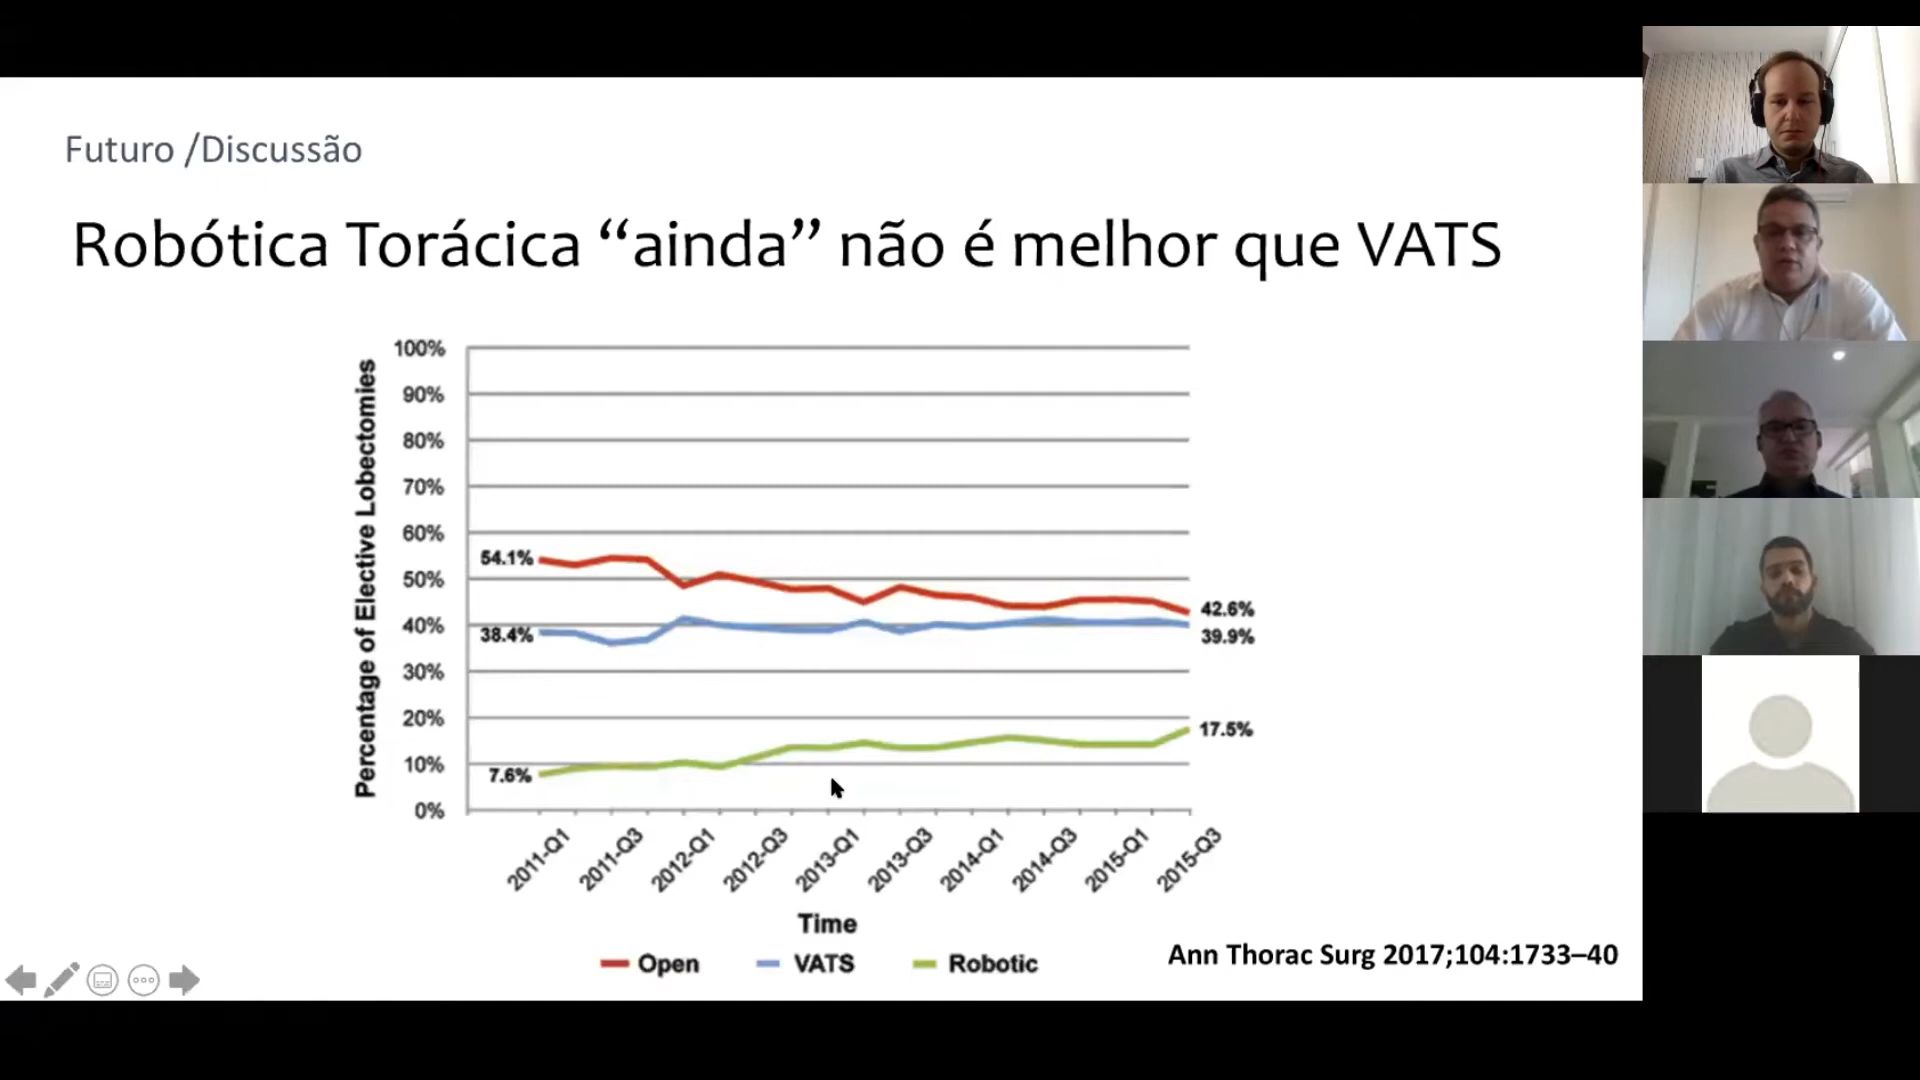 Futuro /Discussão
Robótica Torácica “ainda” não é melhor que VATS
Percentage of Elective Lobectomies
100%
90%
80%
70%
60%
50%
40%
30%
20%
10%
0%
54.1%
38.4%
7.6%
42.6%
39.9%
17.5%
2011-Q1
2011-Q3
2012-Q1
2012-Q3
2013-Q1
2013-Q3
2014-Q1
2014-Q3
2015-Q1
2015-Q3
Time
Open VATS Robotic
Ann Thorac Surg 2017;104:1733–40